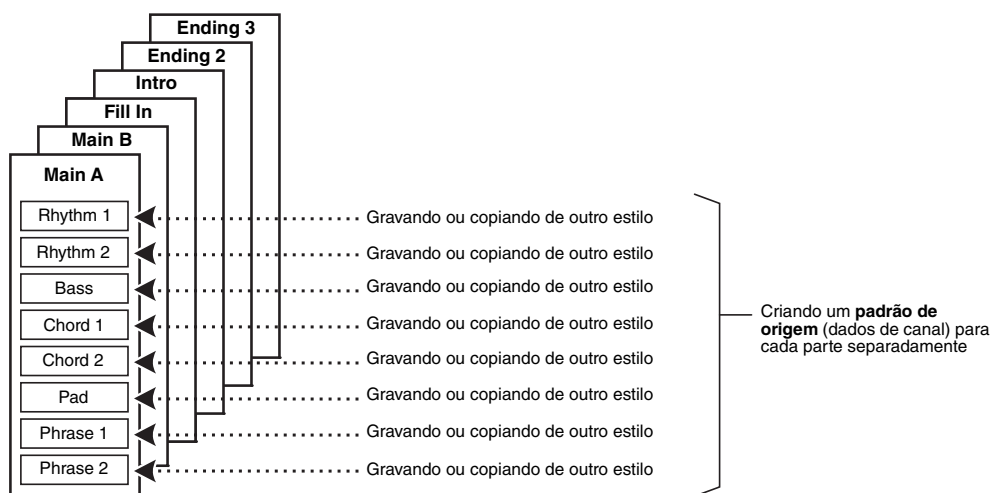 Ending 3
Ending 2
Intro
Fill In
Main B
Main A
Rhythm 1
Gravando ou copiando de outro estilo
Rhythm 2
Gravando ou copiando de outro estilo
Bass
Gravando ou copiando de outro estilo
Chord 1
Gravando ou copiando de outro estilo
Chord 2
Gravando ou copiando de outro estilo
Pad
Gravando ou copiando de outro estilo
Phrase 1
Gravando ou copiando de outro estilo
Phrase 2
Gravando ou copiando de outro estilo
Criando um padrão de
origem (dados de canal) para
cada parte separadamente